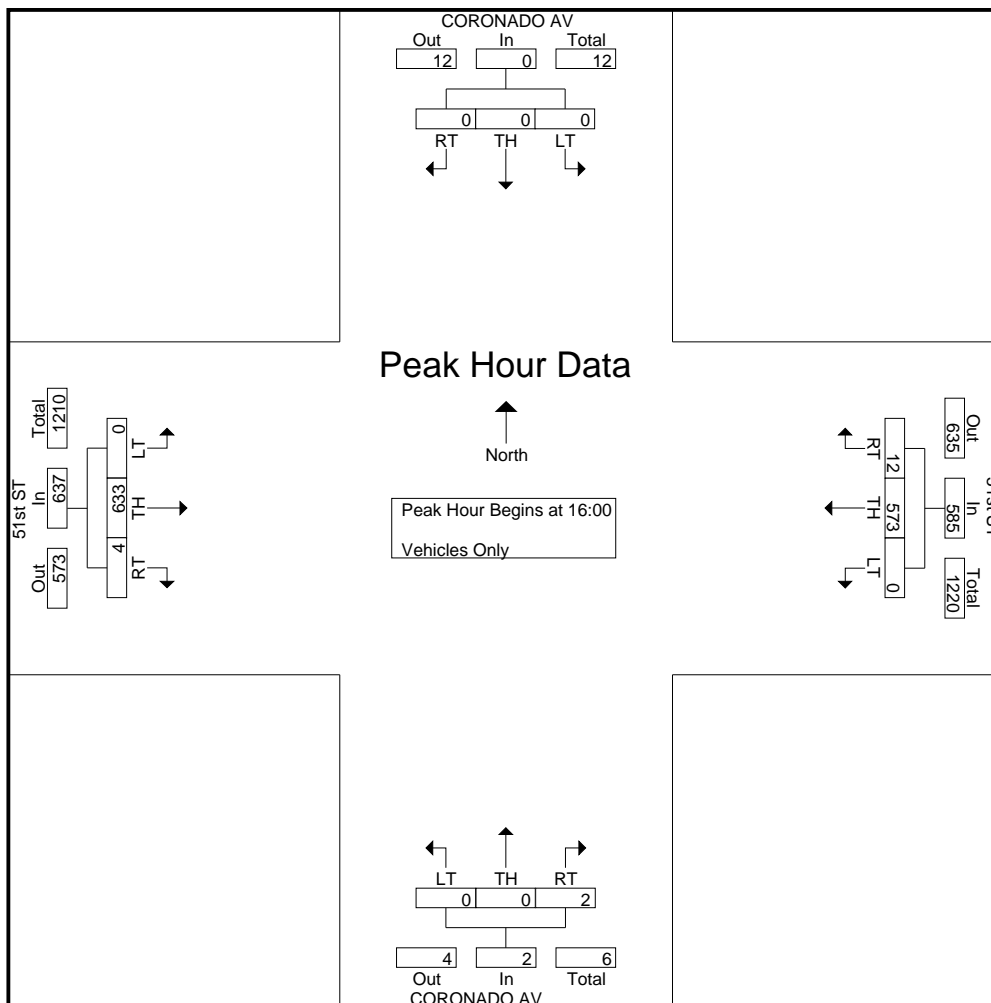 CORONADO AV
Out In Total
12 0 12
0 0 0
RT TH LT
Peak Hour Data
North
Peak Hour Begins at 16:00
Vehicles Only
51st ST
Out In Total
573 637 1210
4 633 0
RT TH LT
Out In Total
635 585 1220
12 573 0
RT TH LT
LT TH RT
0 0 2
4 2 6
Out In Total
CORONADO AV